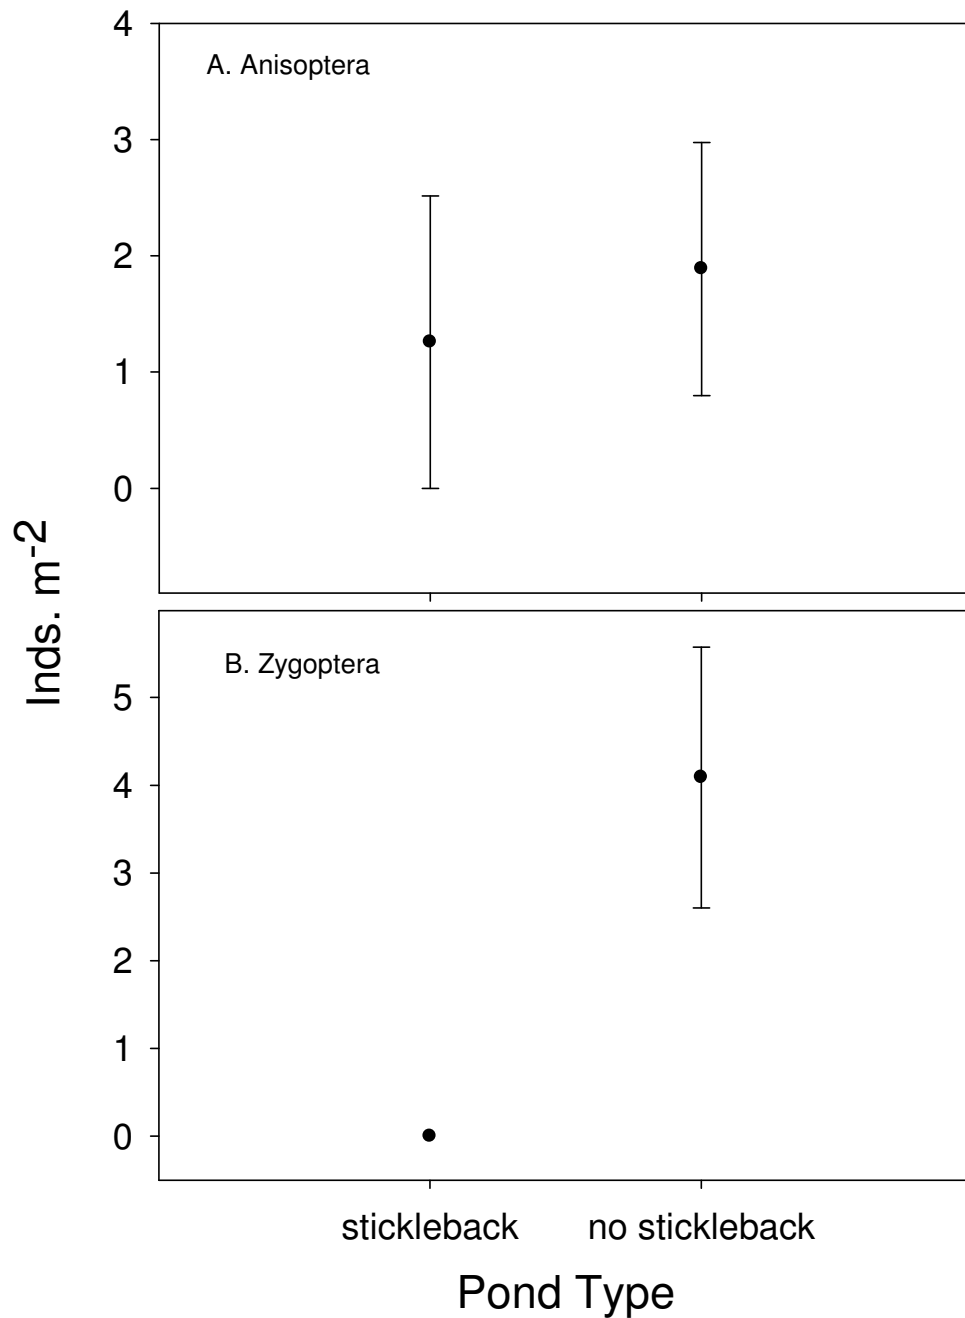 4
A. Anisoptera
3
2
1
0
Inds. m-2
B. Zygoptera
5
4
3
2
1
0
stickleback no stickleback
Pond Type